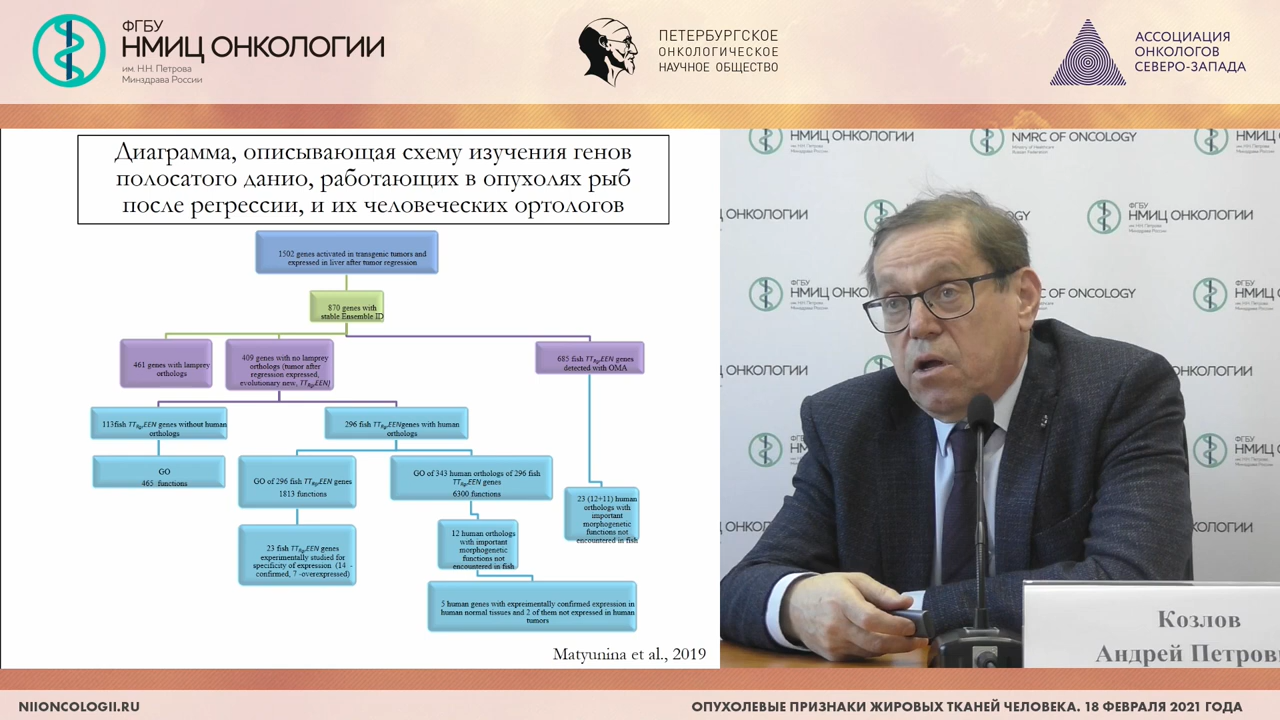 ФГБУ
НМИЦ ОНКОЛОГИИ
им. Н.Н. Петрова
Минздрава России
ПЕТЕРБУРГСКОЕ
ОНКОЛОГИЧЕСКОЕ
НАУЧНОЕ ОБЩЕСТВО
АССОЦИАЦИЯ
ОНКОЛОГОВ
СЕВЕРО-ЗАПАДА
Диаграмма, описывающая схему изучения генов
полосатого данио, работающих в опухолях рыб
после регрессии, и их человеческих ортологов
1502 genes activated in transgenic tumors and
expressed in liver after tumor regression
870 genes with
stable Ensemble ID
461 genes with lamprey
orthologs
409 genes with no lamprey
orthologs (tumor after
regression expressed,
evolutionary new, TTRgrEEN)
685 fish TTRgrEEN genes
detected with OMA
113fish TTRgrEEN genes without human
orthologs
296 fish TTRgrEENgenes with human
orthologs
GO
465 functions
GO of 296 fish TTRgrEEN genes
1813 functions
GO of 343 human orthologs of 296 fish
TTRgrEEN genes
6300 functions
23 (12+11) human
orthologs with
important
morphogenetic
functions not
encountered in fish
23 fish TTRgrEEN genes
experimentally studied for
specificity of expression (14 -
confirmed, 7 -overexpressed)
12 human orthologs
with important
morphogenetic
functions not
encountered in fish
5 human genes with expreimentally confirmed expression in
human normal tissues and 2 of them not expressed in human
tumors
Matyunina et al., 2019
НМИЦ ОНКОЛОГИИ
NMRC OF ONCOLOGY
Козлов
Андрей Петров
NIIONCOLOGII.RU
ОПУХОЛЕВЫЕ ПРИЗНАКИ ЖИРОВЫХ ТКАНЕЙ ЧЕЛОВЕКА. 18 ФЕВРАЛЯ 2021 ГОДА